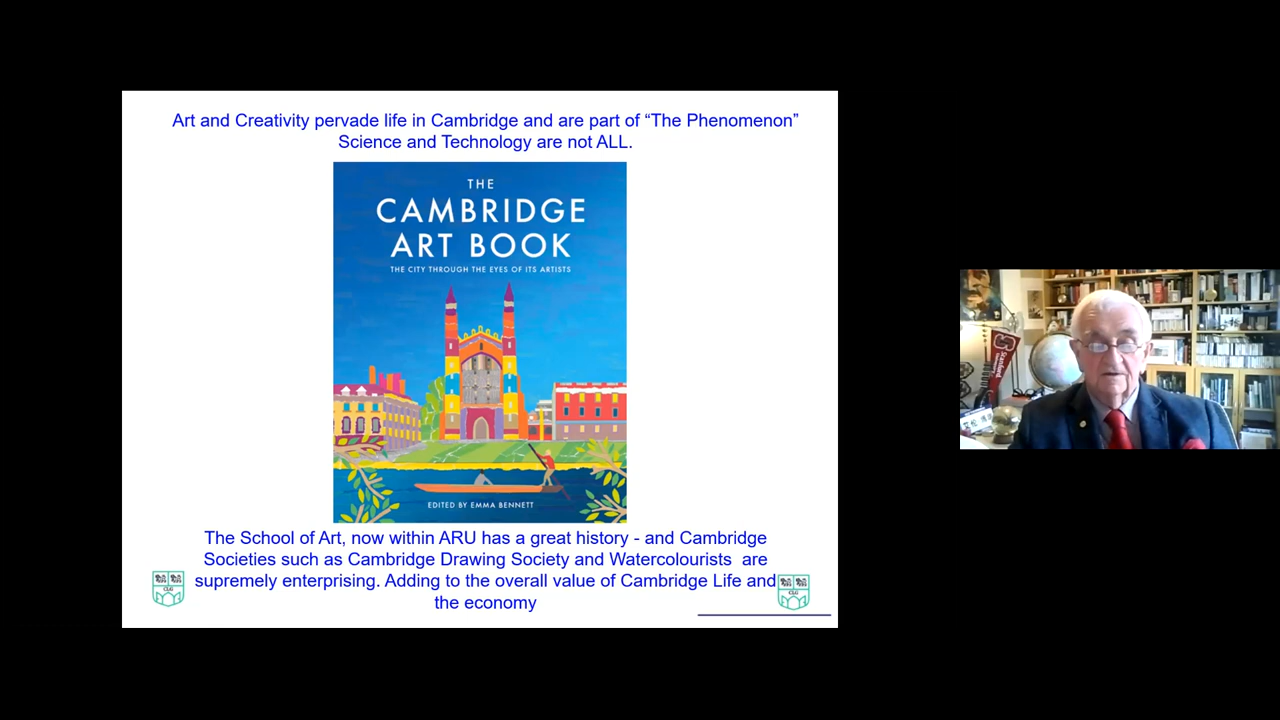 Art and Creativity pervade life in Cambridge and are part of “The Phenomenon”
Science and Technology are not ALL.
THE
CAMBRIDGE
ART BOOK
THE CITY THROUGH THE EYES OF ITS ARTISTS
EDITED BY EMMA BENNETT
The School of Art, now within ARU has a great history - and Cambridge
Societies such as Cambridge Drawing Society and Watercolourists are
supremely enterprising. Adding to the overall value of Cambridge Life and
the economy
CLG
CLG
Stanford